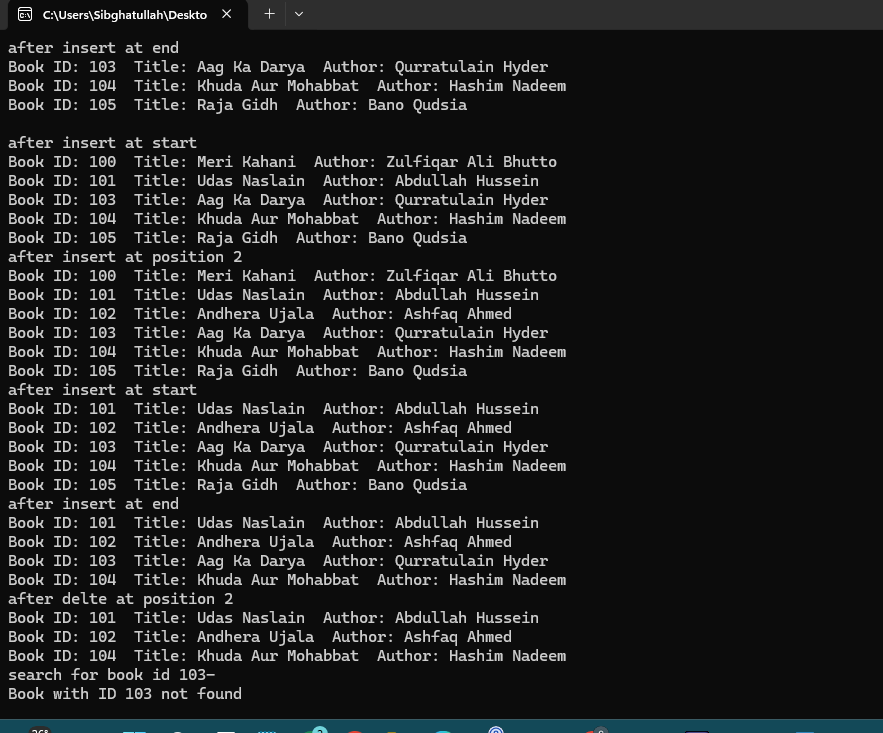 C:\Users\Sibghatullah\Deskto
after insert at end
Book ID: 103  Title: Aag Ka Darya  Author: Qurratulain Hyder
Book ID: 104  Title: Khuda Aur Mohabbat  Author: Hashim Nadeem
Book ID: 105  Title: Raja Gidh  Author: Bano Qudsia

after insert at start
Book ID: 100  Title: Meri Kahani  Author: Zulfiqar Ali Bhutto
Book ID: 101  Title: Udas Naslain  Author: Abdullah Hussein
Book ID: 103  Title: Aag Ka Darya  Author: Qurratulain Hyder
Book ID: 104  Title: Khuda Aur Mohabbat  Author: Hashim Nadeem
Book ID: 105  Title: Raja Gidh  Author: Bano Qudsia
after insert at position 2
Book ID: 100  Title: Meri Kahani  Author: Zulfiqar Ali Bhutto
Book ID: 101  Title: Udas Naslain  Author: Abdullah Hussein
Book ID: 102  Title: Andhera Ujala  Author: Ashfaq Ahmed
Book ID: 103  Title: Aag Ka Darya  Author: Qurratulain Hyder
Book ID: 104  Title: Khuda Aur Mohabbat  Author: Hashim Nadeem
Book ID: 105  Title: Raja Gidh  Author: Bano Qudsia
after insert at start
Book ID: 101  Title: Udas Naslain  Author: Abdullah Hussein
Book ID: 102  Title: Andhera Ujala  Author: Ashfaq Ahmed
Book ID: 103  Title: Aag Ka Darya  Author: Qurratulain Hyder
Book ID: 104  Title: Khuda Aur Mohabbat  Author: Hashim Nadeem
Book ID: 105  Title: Raja Gidh  Author: Bano Qudsia
after insert at end
Book ID: 101  Title: Udas Naslain  Author: Abdullah Hussein
Book ID: 102  Title: Andhera Ujala  Author: Ashfaq Ahmed
Book ID: 103  Title: Aag Ka Darya  Author: Qurratulain Hyder
Book ID: 104  Title: Khuda Aur Mohabbat  Author: Hashim Nadeem
after delte at position 2
Book ID: 101  Title: Udas Naslain  Author: Abdullah Hussein
Book ID: 102  Title: Andhera Ujala  Author: Ashfaq Ahmed
Book ID: 104  Title: Khuda Aur Mohabbat  Author: Hashim Nadeem
search for book id 103-
Book with ID 103 not found